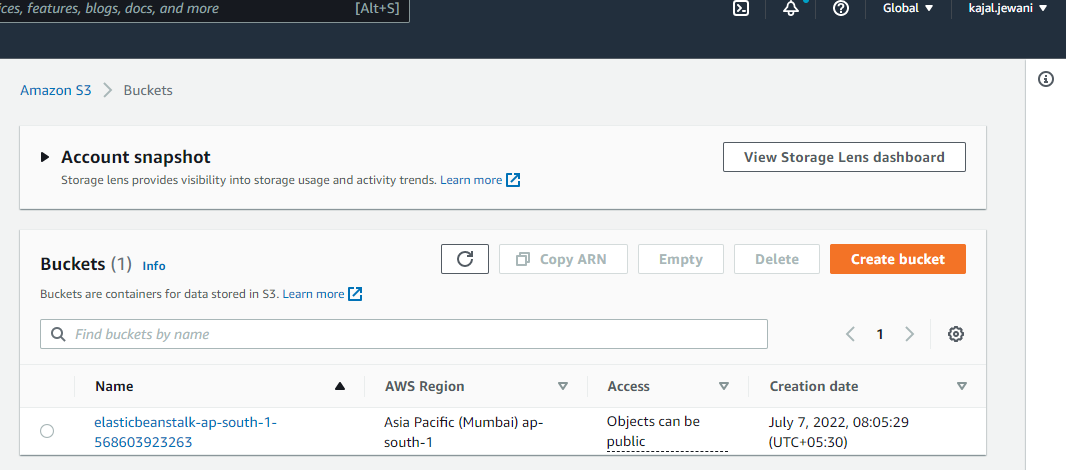 ices, features, blogs, docs, and more [Alt+S] Global kajal.jewani
Amazon S3 Buckets
Account snapshot View Storage Lens dashboard
Storage lens provides visibility into storage usage and activity trends. Learn more
Buckets (1) Info Copy ARN Empty Delete Create bucket
Buckets are containers for data stored in S3. Learn more
Find buckets by name 1
Name AWS Region Access Creation date
elasticbeanstalk-ap-south-1- Asia Pacific (Mumbai) ap- Objects can be July 7, 2022, 08:05:29
568603923263 south-1 public (UTC+05:30)